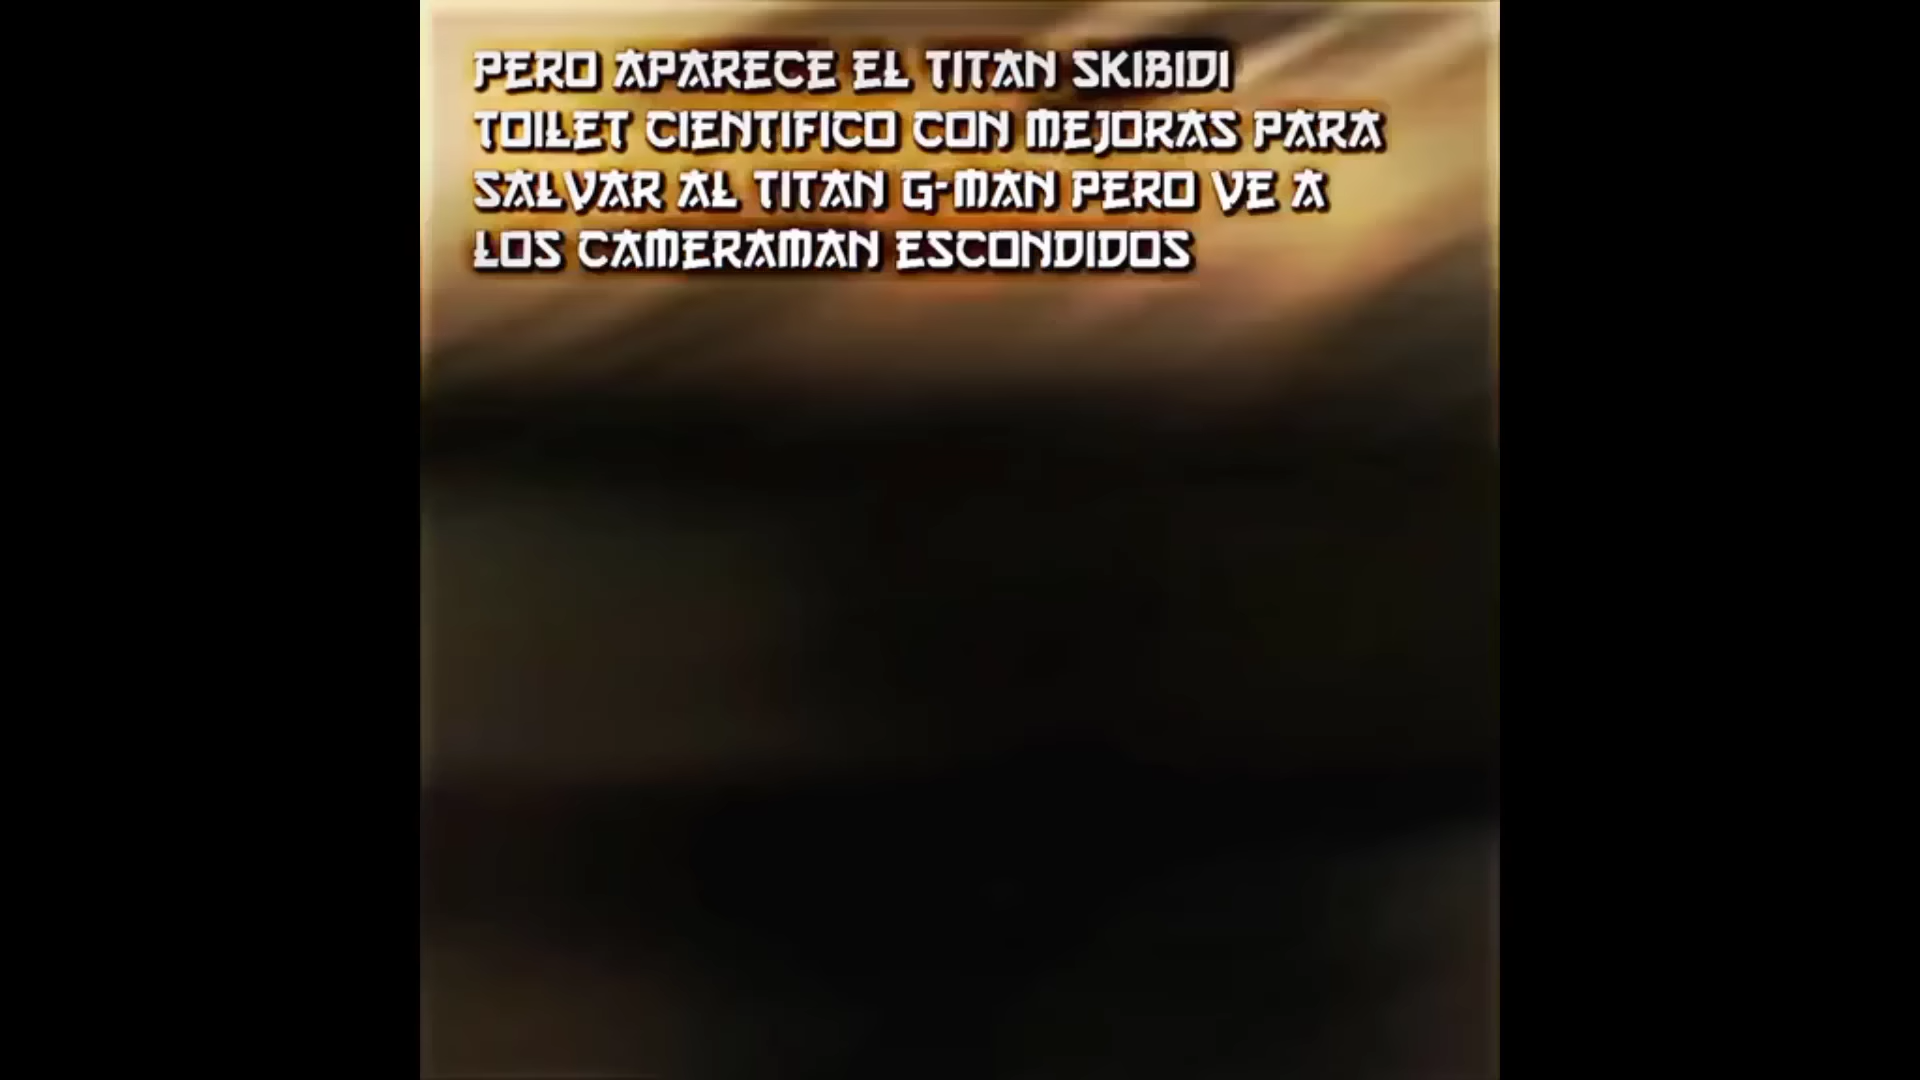 PERO APARECE EL TITAN SKIBIDI
TOILET CIENTIFICO CON MEJORAS PARA
SALVAR AL TITAN G-MAN PERO VE A
LOS CAMERAMAN ESCONDIDOS